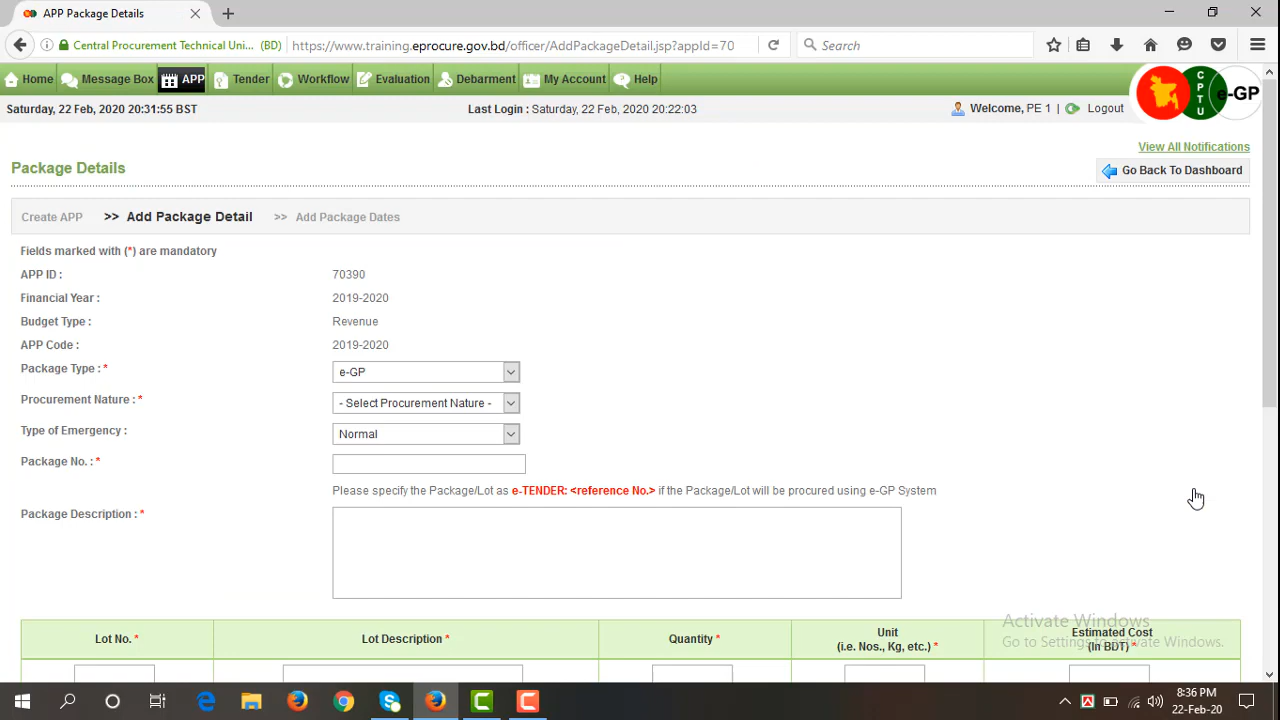 APP Package Details
Central Procurement Technical Uni... (BD)
https://www.training.eprocure.gov.bd/officer/AddPackageDetail.jsp?appId=70
Search
Home
Message Box
APP
Tender
Workflow
Evaluation
Debarment
My Account
Help
C
P
T
U
e-GP
Saturday, 22 Feb, 2020 20:31:55 BST
Last Login : Saturday, 22 Feb, 2020 20:22:03
Welcome, PE 1 | Logout
View All Notifications
Package Details
Go Back To Dashboard
Create APP >> Add Package Detail >> Add Package Dates
Fields marked with (*) are mandatory
APP ID : 70390
Financial Year : 2019-2020
Budget Type : Revenue
APP Code : 2019-2020
Package Type : * e-GP
Procurement Nature : * - Select Procurement Nature -
Type of Emergency : Normal
Package No. : *
Please specify the Package/Lot as e-TENDER: <reference No.> if the Package/Lot will be procured using e-GP System
Package Description : *
Lot No. *
Lot Description *
Quantity *
Unit
(i.e. Nos., Kg, etc.) *
Estimated Cost
(In BDT) *
Activate Windows
Go to Settings to activate Windows.
8:36 PM
22-Feb-20